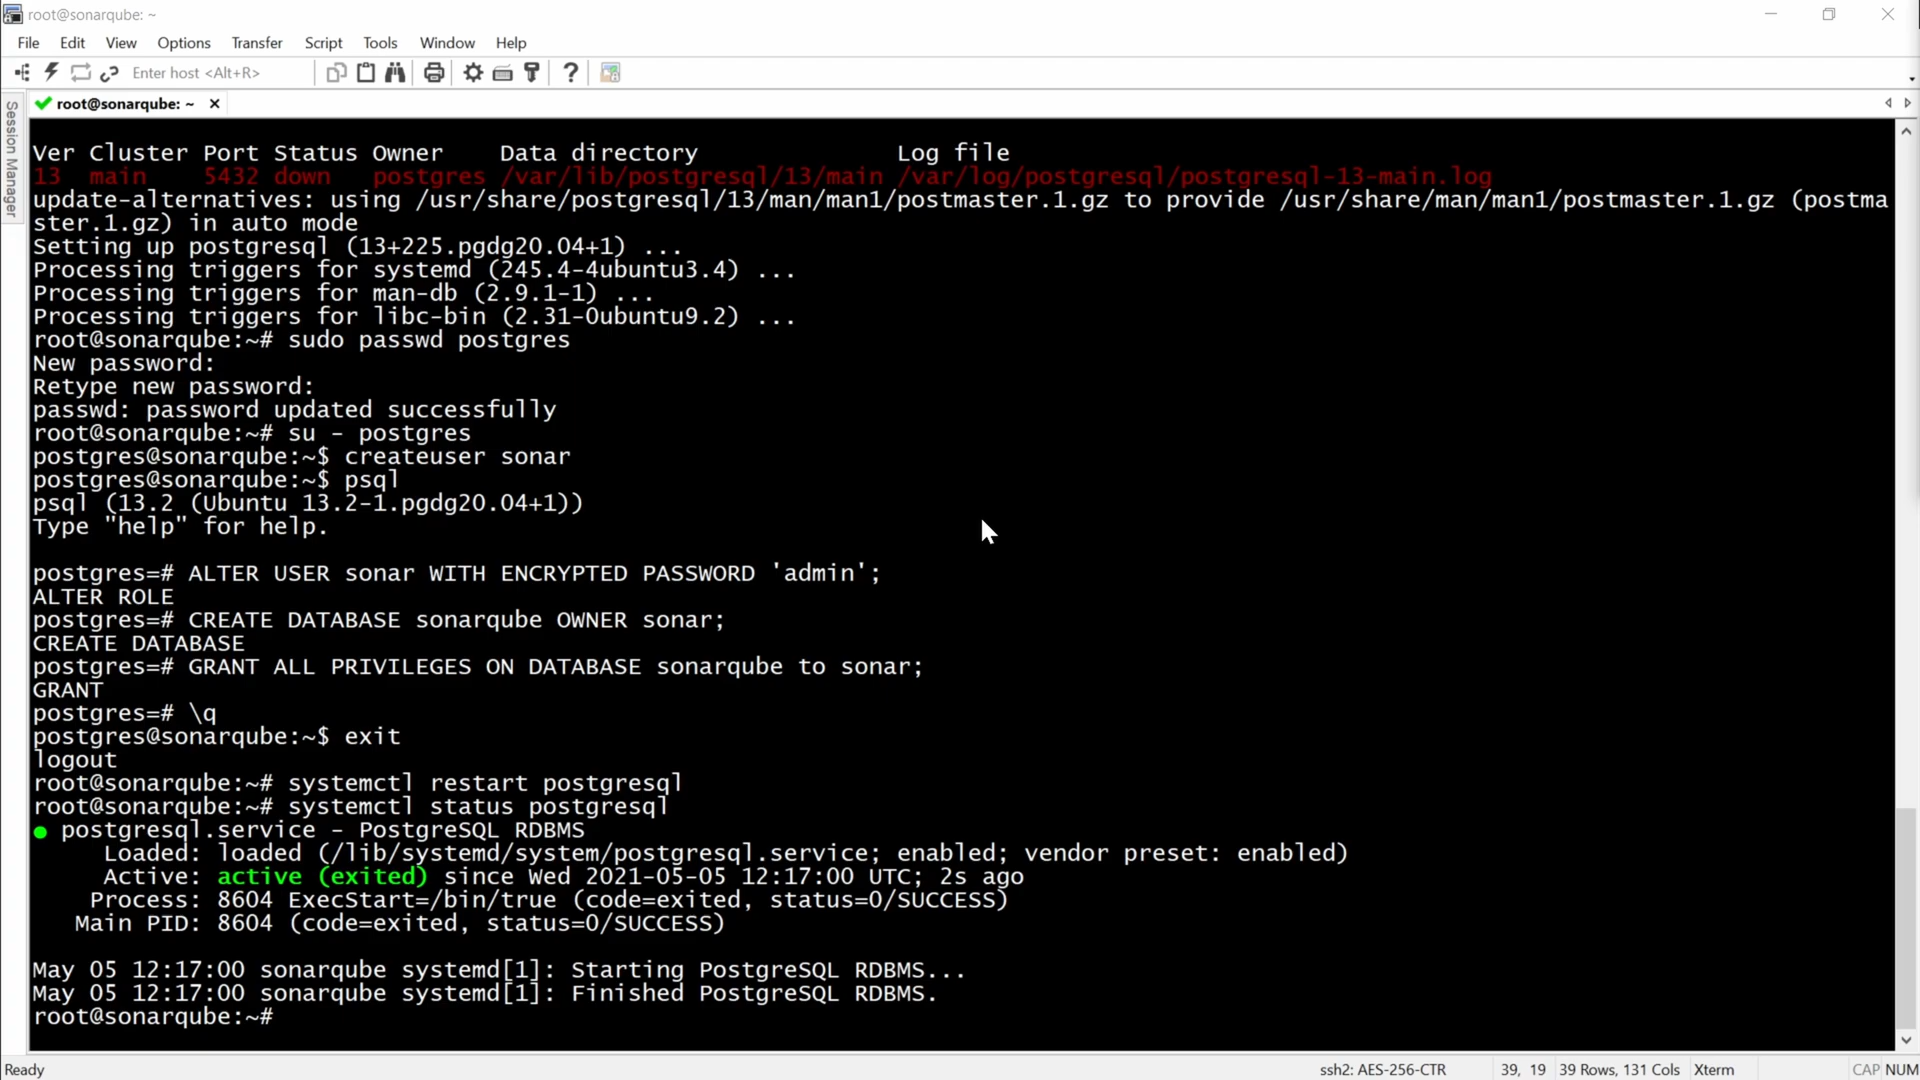 root@sonarqube: ~
File Edit View Options Transfer Script Tools Window Help
Enter host <Alt+R>
Session Manager
root@sonarqube: ~
Ver Cluster Port Status Owner    Data directory              Log file
13  main    5432 down   postgres /var/lib/postgresql/13/main /var/log/postgresql/postgresql-13-main.log
update-alternatives: using /usr/share/postgresql/13/man/man1/postmaster.1.gz to provide /usr/share/man/man1/postmaster.1.gz (postma
ster.1.gz) in auto mode
Setting up postgresql (13+225.pgdg20.04+1) ...
Processing triggers for systemd (245.4-4ubuntu3.4) ...
Processing triggers for man-db (2.9.1-1) ...
Processing triggers for libc-bin (2.31-0ubuntu9.2) ...
root@sonarqube:~# sudo passwd postgres
New password:
Retype new password:
passwd: password updated successfully
root@sonarqube:~# su - postgres
postgres@sonarqube:~$ createuser sonar
postgres@sonarqube:~$ psql
psql (13.2 (Ubuntu 13.2-1.pgdg20.04+1))
Type "help" for help.
postgres=# ALTER USER sonar WITH ENCRYPTED PASSWORD 'admin';
ALTER ROLE
postgres=# CREATE DATABASE sonarqube OWNER sonar;
CREATE DATABASE
postgres=# GRANT ALL PRIVILEGES ON DATABASE sonarqube to sonar;
GRANT
postgres=# \q
postgres@sonarqube:~$ exit
logout
root@sonarqube:~# systemctl restart postgresql
root@sonarqube:~# systemctl status postgresql
● postgresql.service - PostgreSQL RDBMS
     Loaded: loaded (/lib/systemd/system/postgresql.service; enabled; vendor preset: enabled)
     Active: active (exited) since Wed 2021-05-05 12:17:00 UTC; 2s ago
    Process: 8604 ExecStart=/bin/true (code=exited, status=0/SUCCESS)
   Main PID: 8604 (code=exited, status=0/SUCCESS)
May 05 12:17:00 sonarqube systemd[1]: Starting PostgreSQL RDBMS...
May 05 12:17:00 sonarqube systemd[1]: Finished PostgreSQL RDBMS.
root@sonarqube:~#
Ready ssh2: AES-256-CTR 39, 19 39 Rows, 131 Cols Xterm CAP NUM